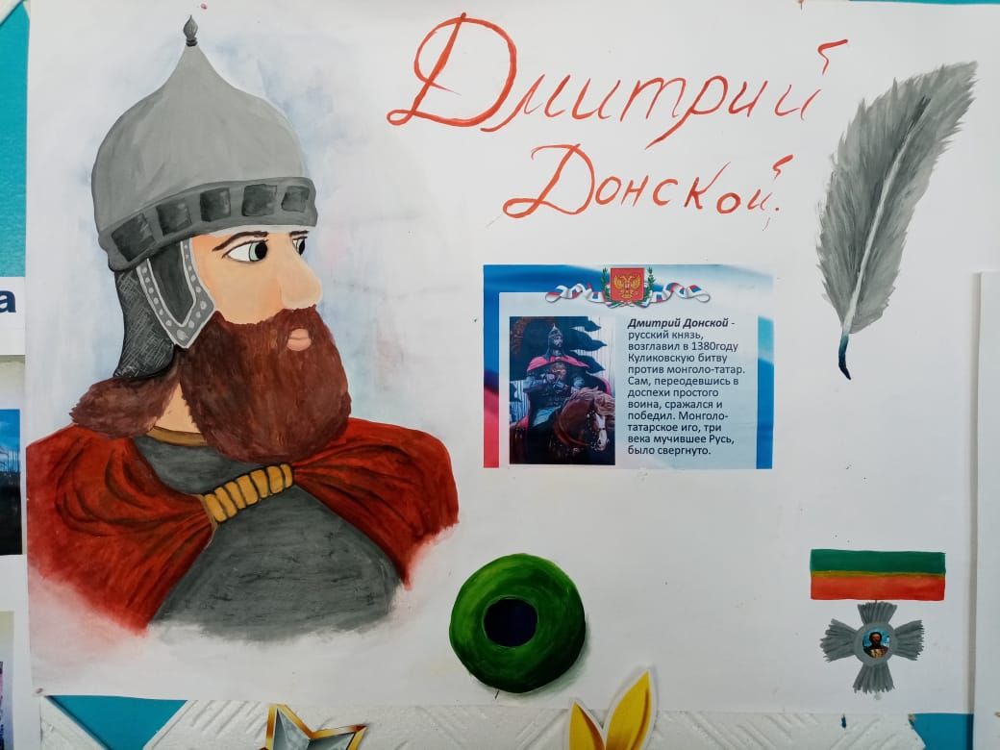 Дмитрий
Донской.
а
Дмитрий Донской -
русский князь,
возглавил в 1380году
Куликовскую битву
против монголо-татар.
Сам, переодевшись в
доспехи простого
воина, сражался и
победил. Монголо-
татарское иго, три
века мучившее Русь,
было свергнуто.